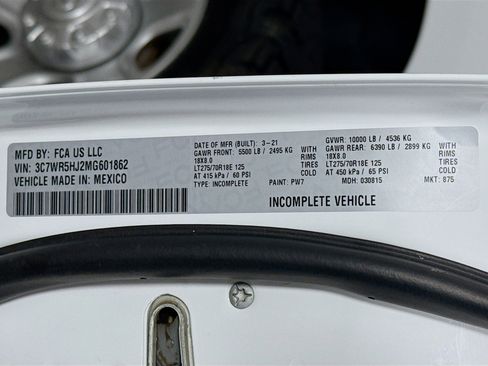 MFD BY: FCA US LLC
VIN: 3C7WR5HJ2MG601862
VEHICLE MADE IN: MEXICO
DATE OF MFR (BUILT): 3-21
GAWR FRONT: 5500 LB / 2495 KG WITH
18X8.0 RIMS
LT275/70R18E 125 TIRES
AT 415 kPa / 60 PSI COLD
TYPE: INCOMPLETE PAINT: PW7
GVWR: 10000 LB / 4536 KG
GAWR REAR: 6390 LB / 2899 KG WITH
18X8.0 RIMS
LT275/70R18E 125 TIRES
AT 450 kPa / 65 PSI COLD
MDH: 030815 MKT: 875
INCOMPLETE VEHICLE